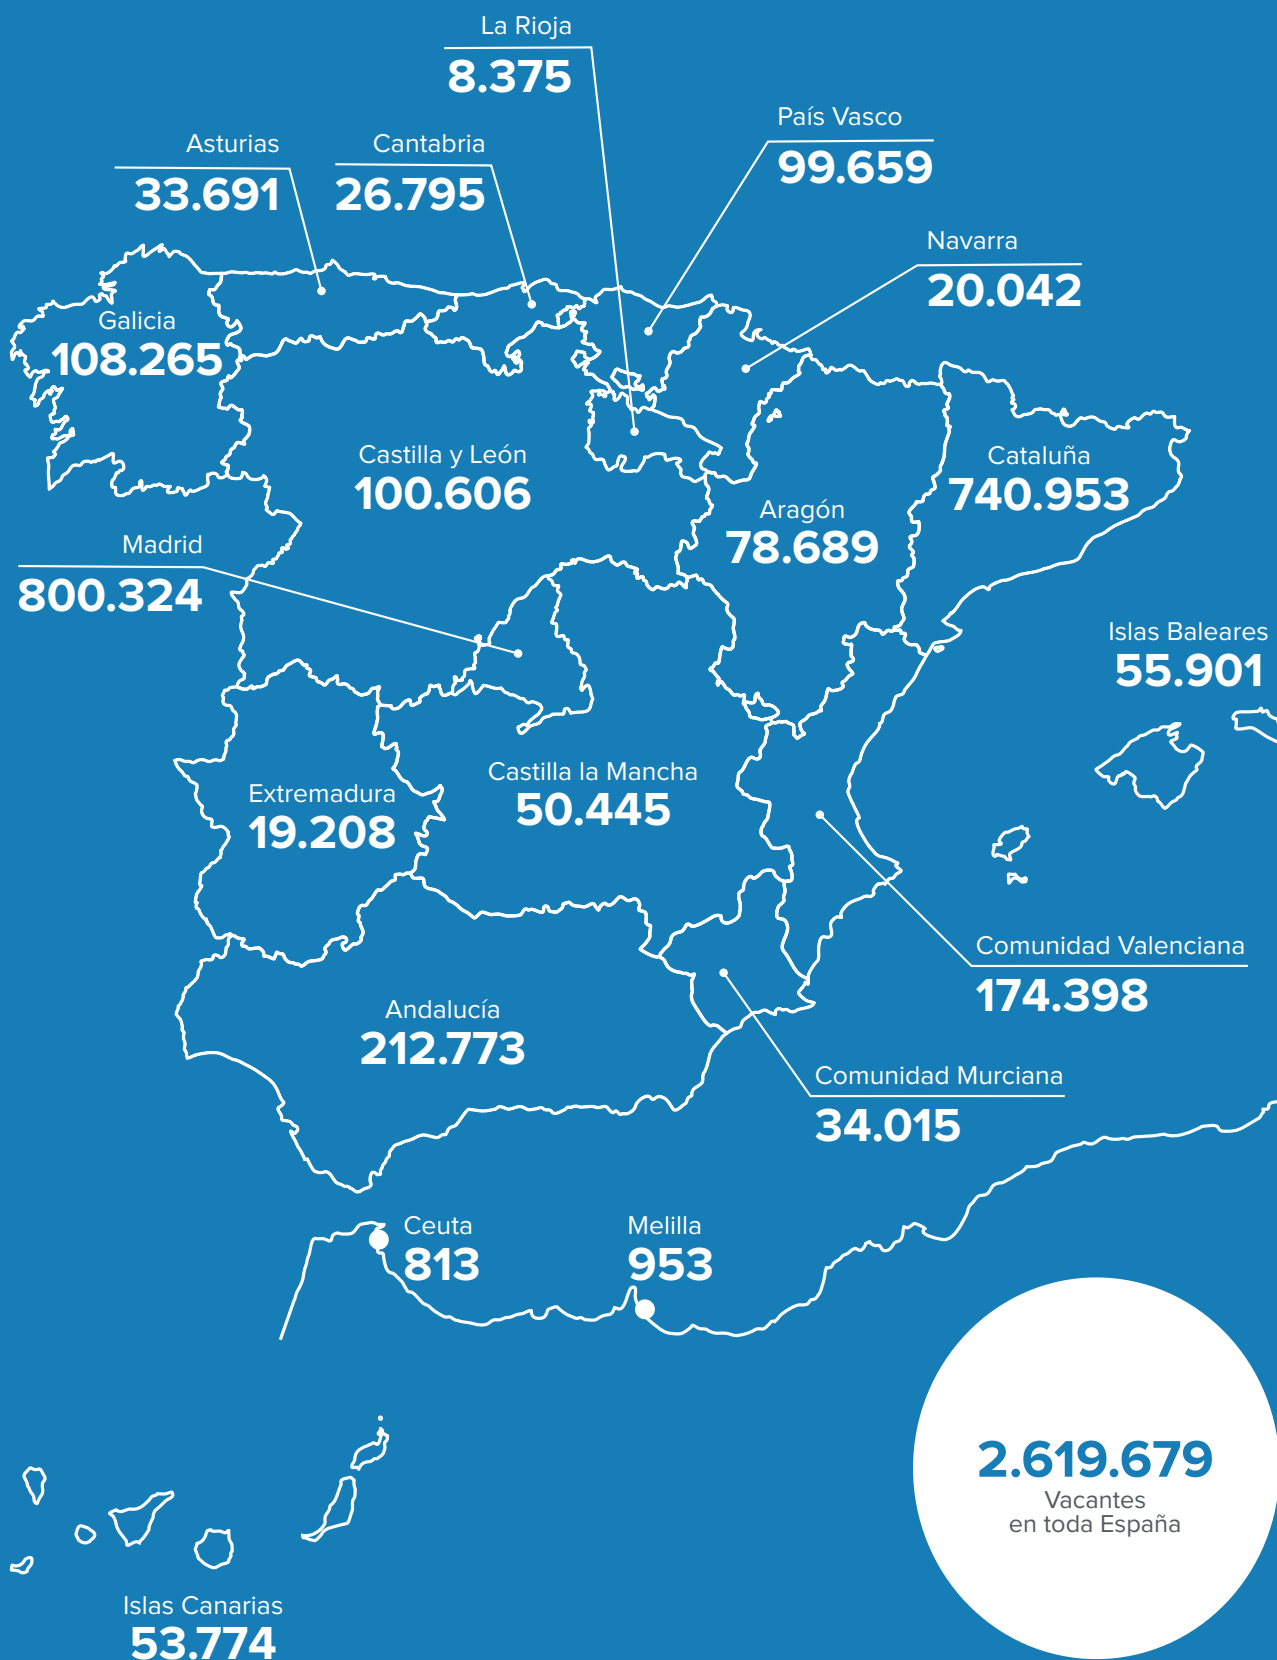 La Rioja
8.375
País Vasco
99.659
Asturias
33.691
Cantabria
26.795
Navarra
20.042
Galicia
108.265
Castilla y León
100.606
Cataluña
740.953
Aragón
78.689
Madrid
800.324
Islas Baleares
55.901
Castilla la Mancha
50.445
Extremadura
19.208
Comunidad Valenciana
174.398
Andalucía
212.773
Comunidad Murciana
34.015
Ceuta
813
Melilla
953
2.619.679
Vacantes
en toda España
Islas Canarias
53.774